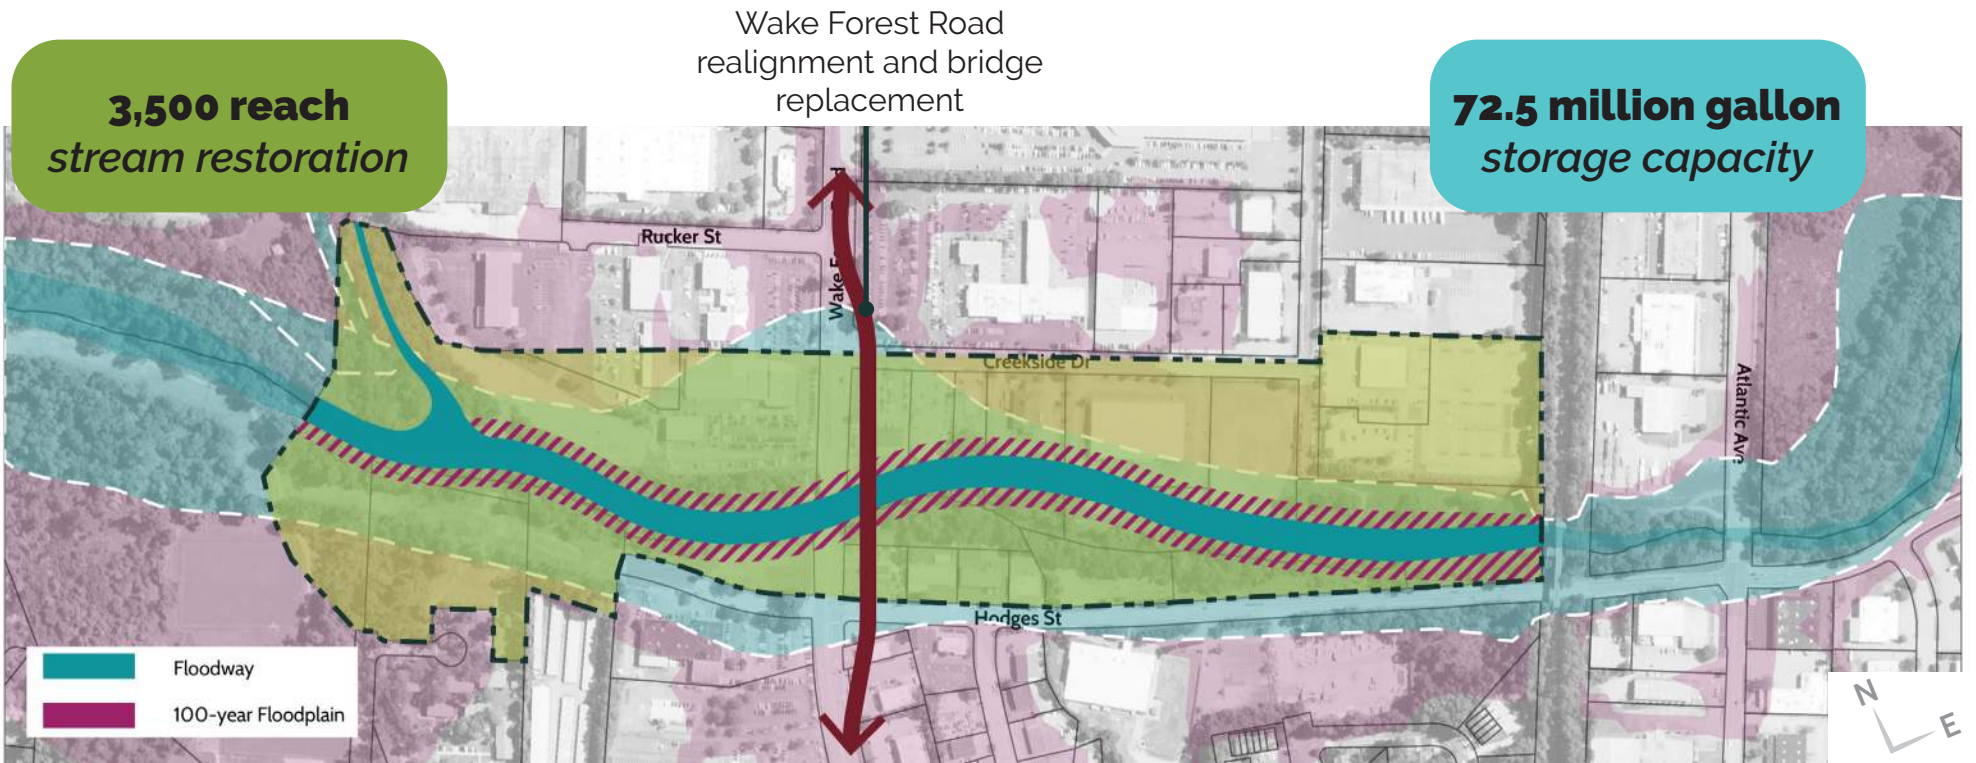 Wake Forest Road
realignment and bridge
replacement
3,500 reach
stream restoration
72.5 million gallon
storage capacity
Rucker St
Wake
Creekside Dr
Atlantic Ave
Hodges St
Floodway
100-year Floodplain
N
E